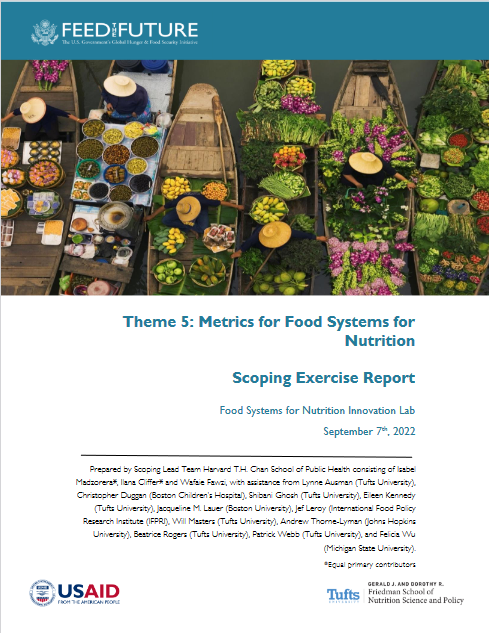 FEED THE FUTURE
The U.S. Government's Global Hunger & Food Security Initiative
Theme 5: Metrics for Food Systems for
Nutrition
Scoping Exercise Report
Food Systems for Nutrition Innovation Lab
September 7th, 2022
Prepared by Scoping Lead Team Harvard T.H. Chan School of Public Health consisting of Isabel
Madzorera*, Ilana Cliffer* and Wafaie Fawzi, with assistance from Lynne Ausman (Tufts University),
Christopher Duggan (Boston Children's Hospital), Shibani Ghosh (Tufts University), Eileen Kennedy
(Tufts University), Jacqueline M. Lauer (Boston University), Jef Leroy (International Food Policy
Research Institute (IFPRI), Will Masters (Tufts University), Andrew Thorne-Lyman (Johns Hopkins
University), Beatrice Rogers (Tufts University), Patrick Webb (Tufts University), and Felicia Wu
(Michigan State University).
*Equal primary contributors
USAID
FROM THE AMERICAN PEOPLE
Tufts
UNIVERSITY
GERALD J. AND DOROTHY R.
Friedman School of
Nutrition Science and Policy